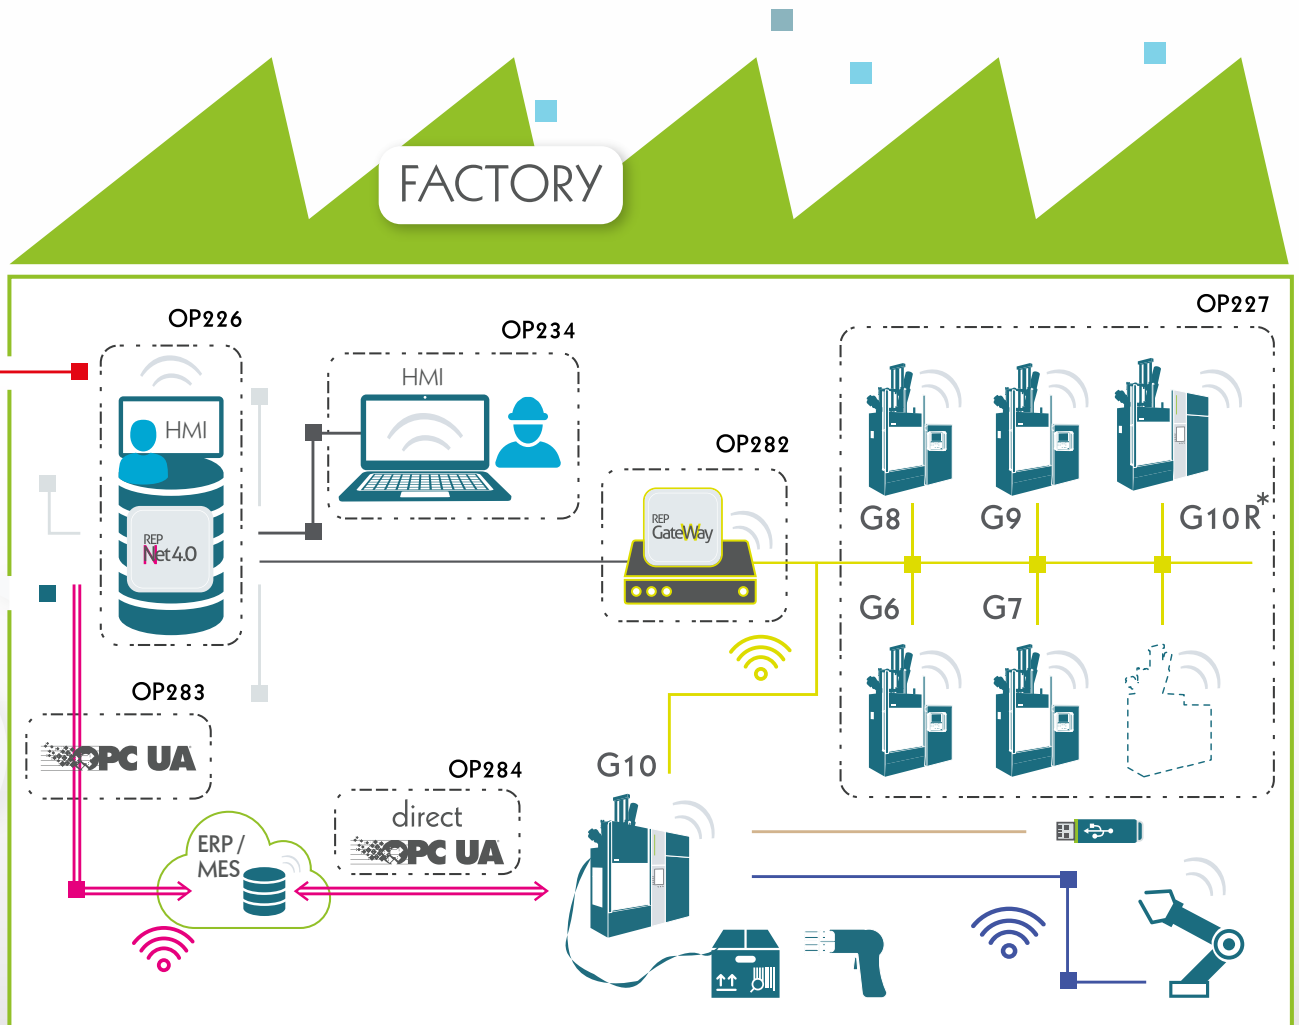 FACTORY
OP226
HMI
REP
Net4.0
OP234
HMI
OP282
REP
GateWay
OP227
G8
G9
G10 R*
G6
G7
OP283
OPC UA
OP284
direct
OPC UA
ERP /
MES
G10